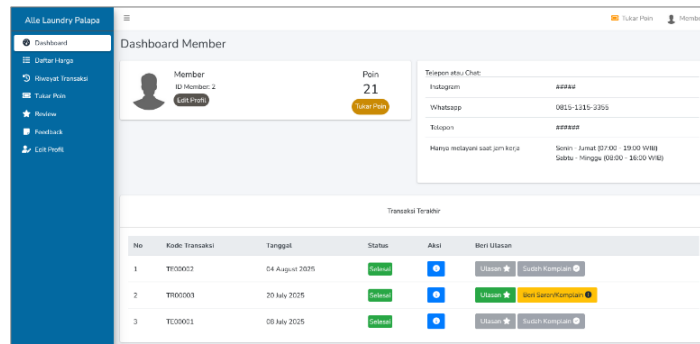 Alle Laundry Palapa
Tukar Poin
Member
Dashboard
Daftar Harga
Riwayat Transaksi
Tukar Poin
Review
Feedback
Edit Profil
Dashboard Member
Member
ID Member: 2
Edit Profil
Poin
21
Tukar Poin
Telepon atau Chat:
Instagram #####
Whatsapp 0815-1315-3355
Telepon ######
Hanya melayani saat jam kerja Senin - Jumat (07:00 - 19:00 WIB)
Sabtu - Minggu (08:00 - 16:00 WIB)
Transaksi Terakhir
No Kode Transaksi Tanggal Status Aksi Beri Ulasan
1 TE00002 04 August 2025 Selesai Ulasan Sudah Komplain
2 TR00003 20 July 2025 Selesai Ulasan Beri Saran/Komplain
3 TE00001 08 July 2025 Selesai Ulasan Sudah Komplain